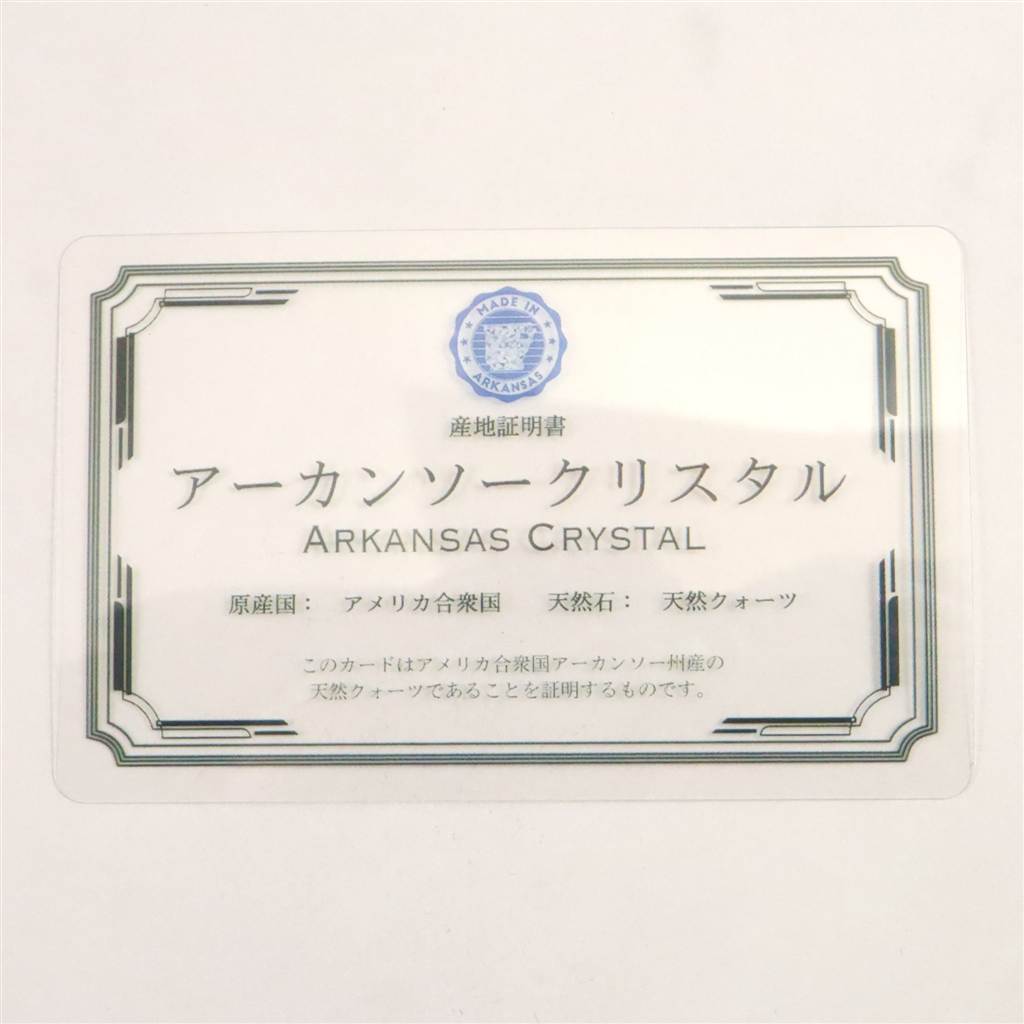 MADE IN
ARKANSAS
産地証明書
アーカンソークリスタル
ARKANSAS CRYSTAL
原産国： アメリカ合衆国 天然石： 天然クォーツ
このカードはアメリカ合衆国アーカンソー州産の
天然クォーツであることを証明するものです。